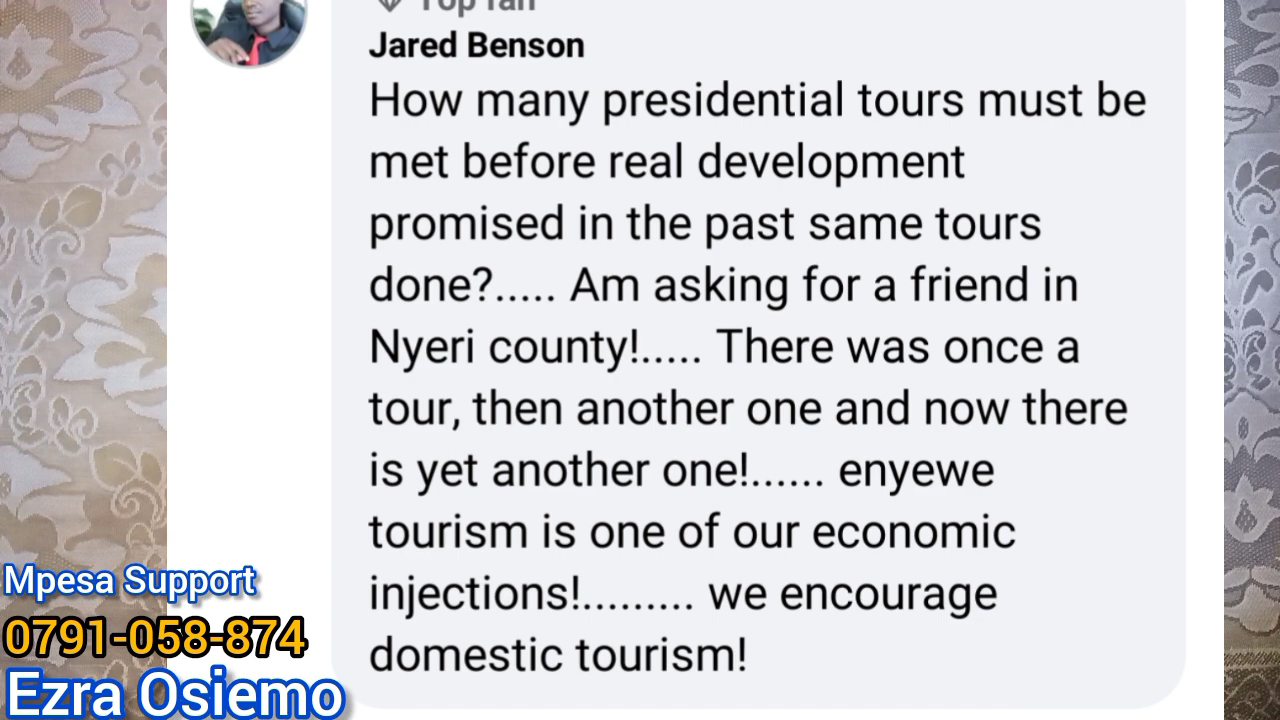 Top fan
Jared Benson
How many presidential tours must be
met before real development
promised in the past same tours
done?..... Am asking for a friend in
Nyeri county!..... There was once a
tour, then another one and now there
is yet another one!...... enyewe
tourism is one of our economic
injections!......... we encourage
domestic tourism!
Mpesa Support
0791-058-874
Ezra Osiemo